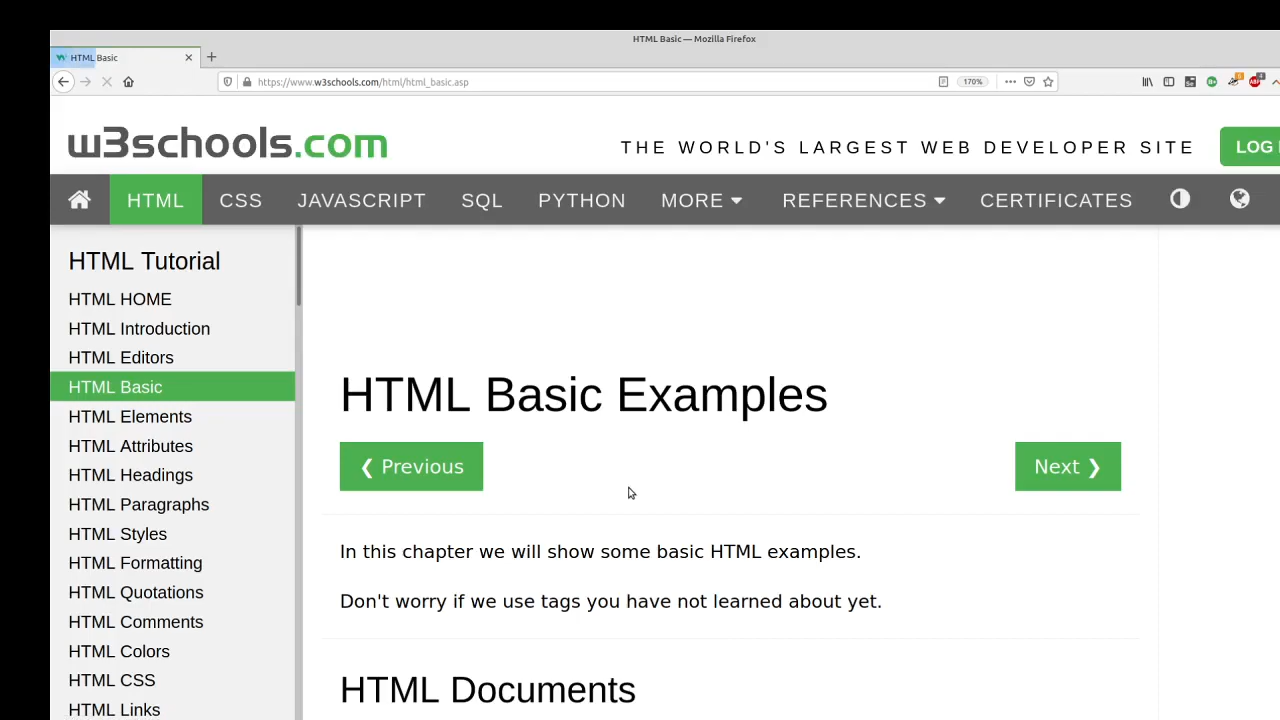 HTML Basic — Mozilla Firefox
HTML Basic
https://www.w3schools.com/html/html_basic.asp
170%
w3schools.com
THE WORLD'S LARGEST WEB DEVELOPER SITE
LOG
HTML CSS JAVASCRIPT SQL PYTHON MORE REFERENCES CERTIFICATES
HTML Tutorial
HTML HOME
HTML Introduction
HTML Editors
HTML Basic
HTML Elements
HTML Attributes
HTML Headings
HTML Paragraphs
HTML Styles
HTML Formatting
HTML Quotations
HTML Comments
HTML Colors
HTML CSS
HTML Links
HTML Basic Examples
❮ Previous
Next ❯
In this chapter we will show some basic HTML examples.
Don't worry if we use tags you have not learned about yet.
HTML Documents